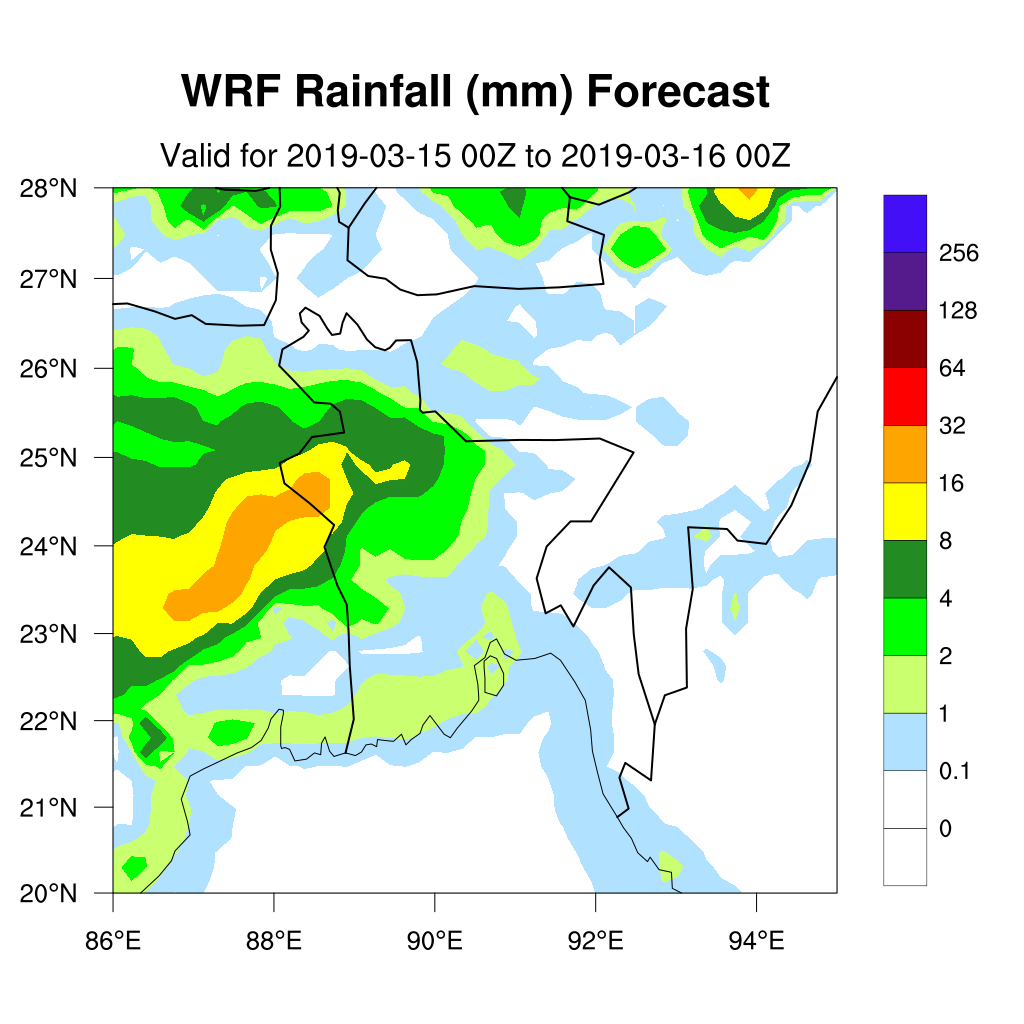 WRF Rainfall (mm) Forecast
Valid for 2019-03-15 00Z to 2019-03-16 00Z
28°N
27°N
26°N
25°N
24°N
23°N
22°N
21°N
20°N
86°E 88°E 90°E 92°E 94°E
256
128
64
32
16
8
4
2
1
0.1
0